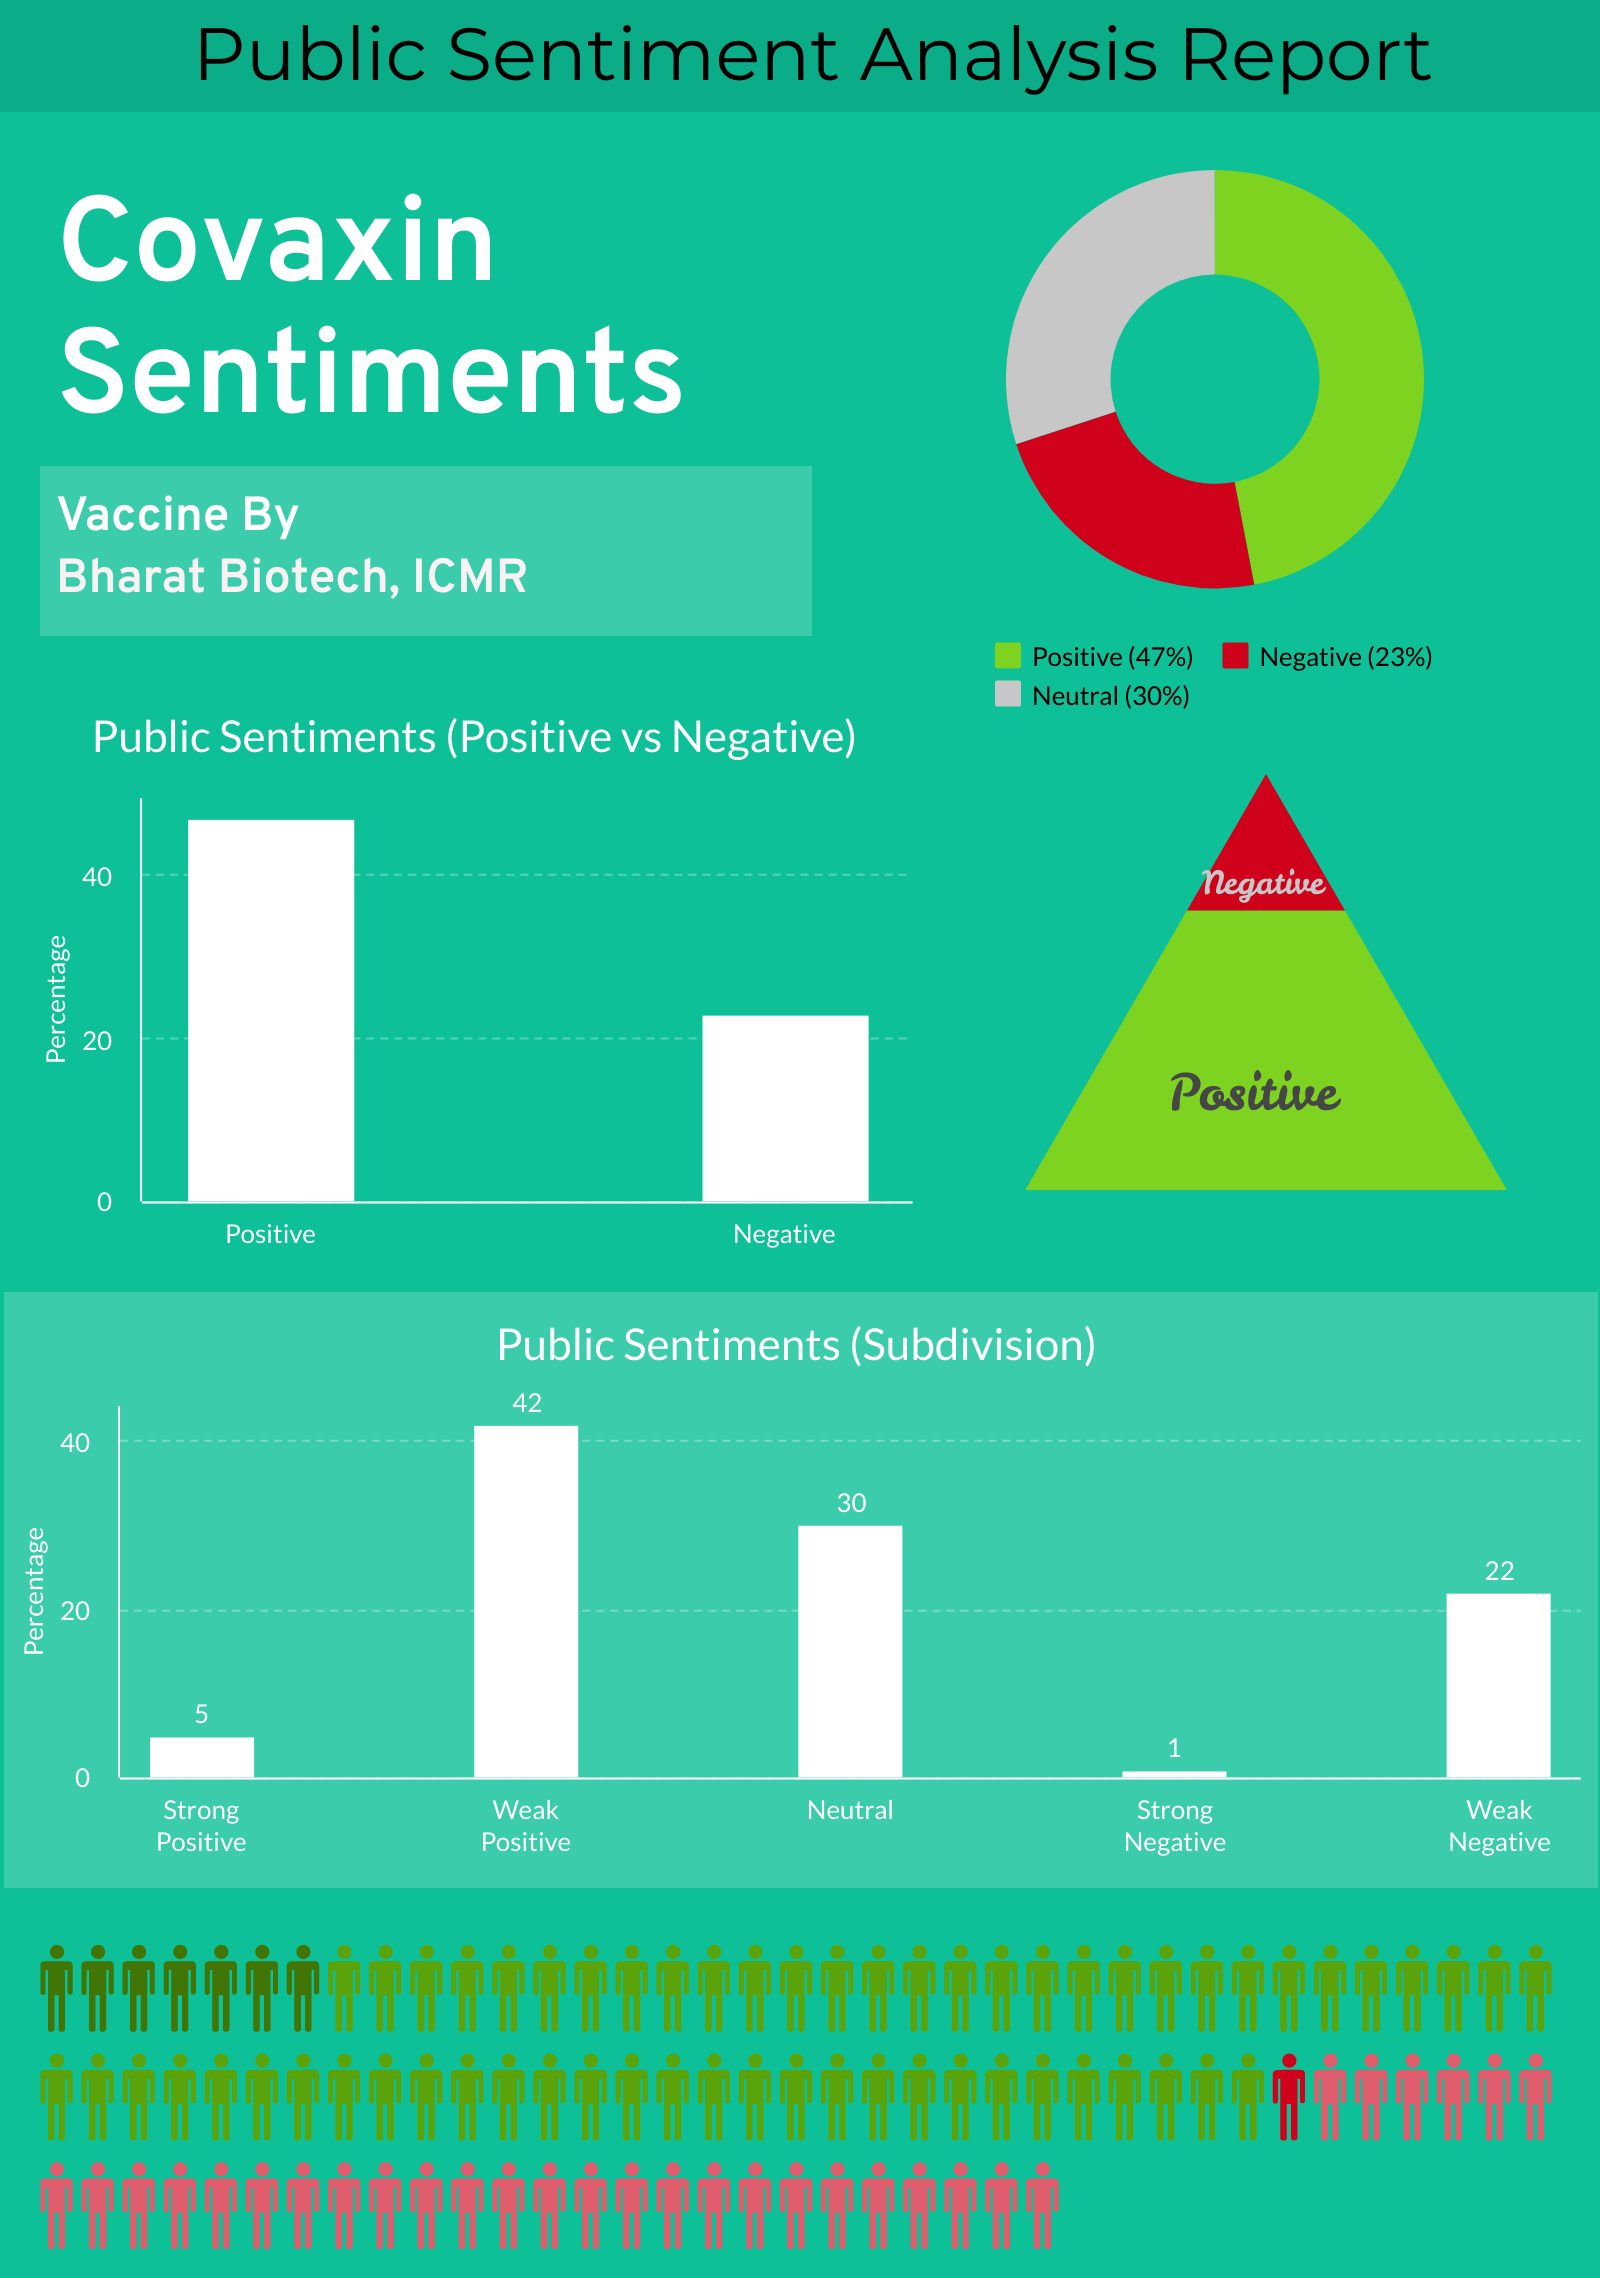 Public Sentiment Analysis Report
Covaxin
Sentiments
Vaccine By
Bharat Biotech, ICMR
Positive (47%)
Negative (23%)
Neutral (30%)
Public Sentiments (Positive vs Negative)
Percentage
40
20
0
Positive
Negative
Negative
Positive
Public Sentiments (Subdivision)
Percentage
40
20
0
5
42
30
1
22
Strong
Positive
Weak
Positive
Neutral
Strong
Negative
Weak
Negative